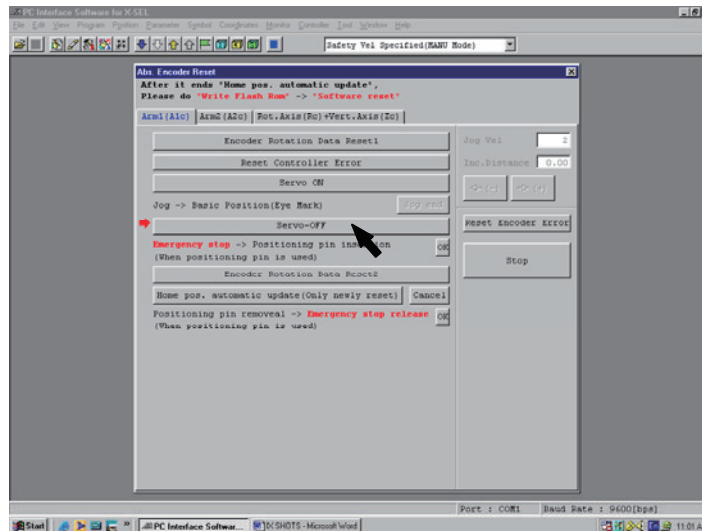 PC Interface Software for X-SEL
File Edit View Program Position Parameter Symbol Coordinates Monitor Controller Tool Window Help
Safety Vel Specified(MANU Mode)
Abs. Encoder Reset
After it ends "Home pos. automatic update",
Please do "Write Flash Rom" -> "Software reset"
Arm1(A1c) Arm2(A2c) Rot.Axis(Rc)+Vert.Axis(Zc)
Encoder Rotation Data Reset1
Reset Controller Error
Servo ON
Jog -> Basic Position(Eye Mark) Jog end
Servo-OFF
Emergency stop -> Positioning pin insertion OK
(When positioning pin is used)
Encoder Rotation Data Reset2
Home pos. automatic update(Only newly reset) Cancel
Positioning pin removeal -> Emergency stop release OK
(When positioning pin is used)
Jog Vel 2
Inc.Distance 0.00
(-) (+)
Reset Encoder Error
Stop
Port : COM1 Baud Rate : 9600[bps]
Start PC Interface Softwar... IX SHOTS - Microsoft Word 11:01 A